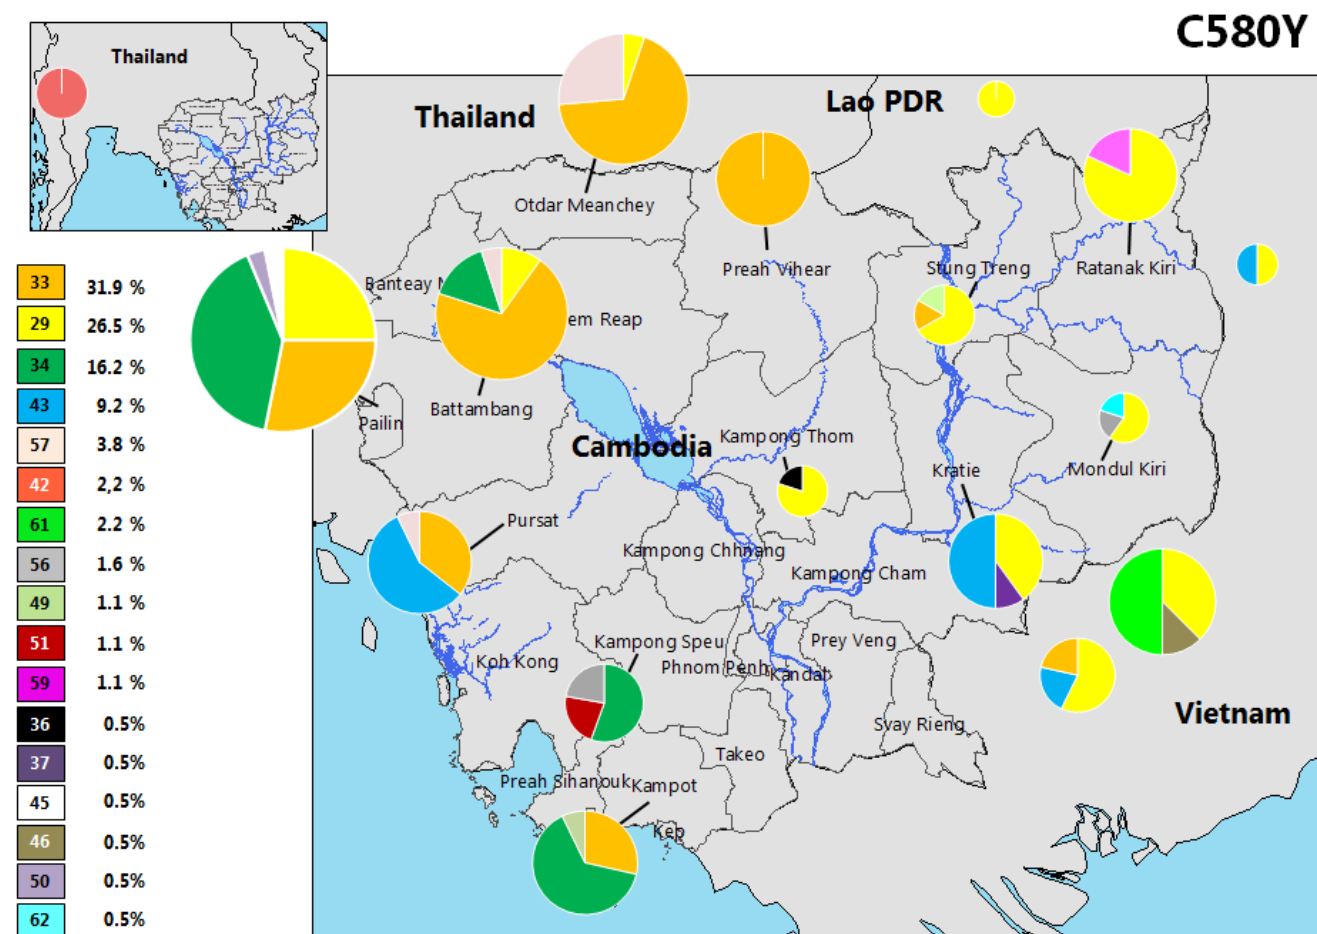 C580Y
Thailand
Thailand
Lao PDR
Otdar Meanchey
Preah Vihear
Stung Treng
Ratanak Kiri
33 31.9 %
29 26.5 %
34 16.2 %
43 9.2 %
57 3.8 %
42 2,2 %
61 2.2 %
56 1.6 %
49 1.1 %
51 1.1 %
59 1.1 %
36 0.5%
37 0.5%
45 0.5%
46 0.5%
50 0.5%
62 0.5%
Banteay
em Reap
Battambang
Pailin
Cambodia
Kampong Thom
Kratie
Mondul Kiri
Pursat
Kampong Chhnang
Kampong Cham
Koh Kong
Kampong Speu
Phnom Penh
Kandal
Prey Veng
Svay Rieng
Vietnam
Takeo
Preah Sihanouk
Kampot
Kep